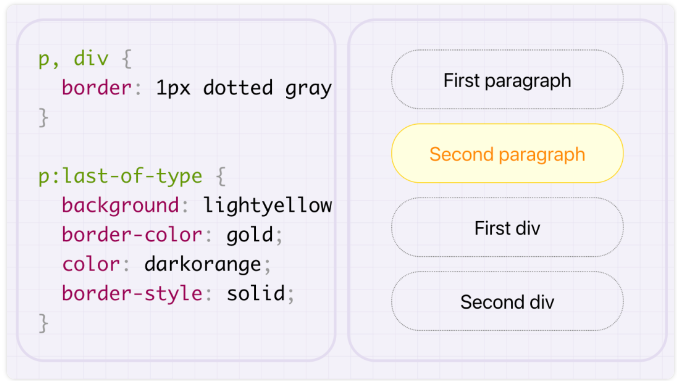 p, div {
  border: 1px dotted gray
}
p:last-of-type {
  background: lightyellow
  border-color: gold;
  color: darkorange;
  border-style: solid;
}
First paragraph
Second paragraph
First div
Second div